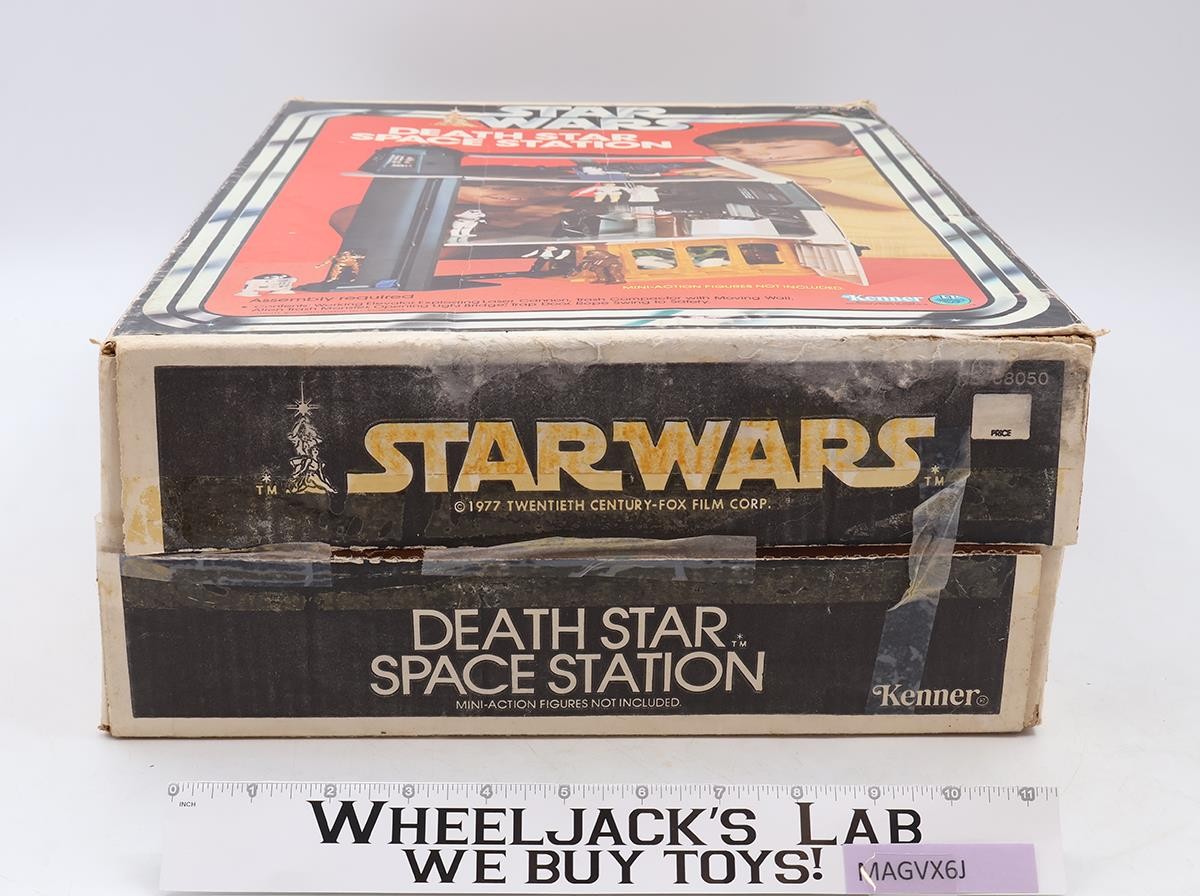 STAR
WARS
DEATH STAR
SPACE STATION
MINI-ACTION FIGURES NOT INCLUDED.
Assembly required
Kenner
3050
PRICE
STAR WARS
TM
TM
©1977 TWENTIETH CENTURY-FOX FILM CORP.
DEATH STAR TM
SPACE STATION
MINI-ACTION FIGURES NOT INCLUDED.
Kenner
0 1 2 3 4 5 6 7 8 9 10 11
INCH
WHEELJACK'S LAB
WE BUY TOYS!
MAGVX6J